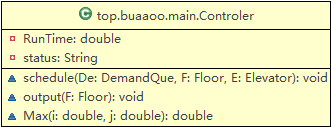 top.buaaoo.main.Controler
RunTime: double
status: String
schedule(De: DemandQue, F: Floor, E: Elevator): void
output(F: Floor): void
Max(i: double, j: double): double